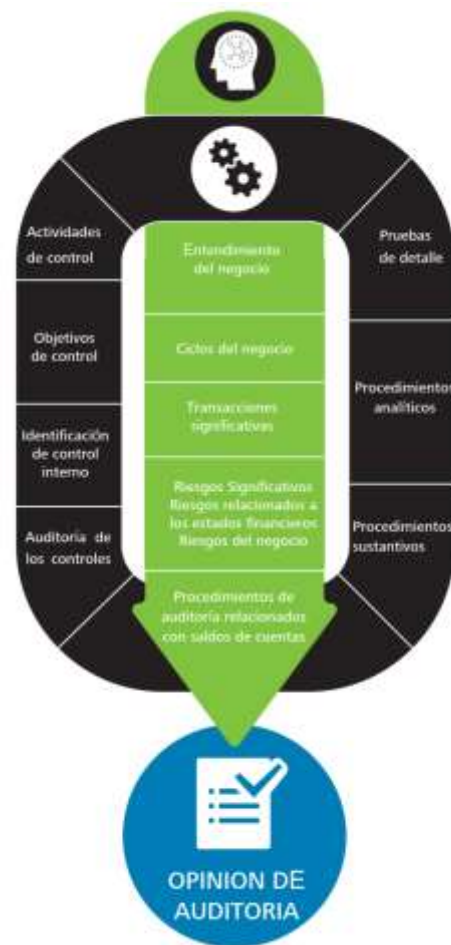 Actividades
de control
Objetivos
de control
Identificación
de control
interno
Auditoria de
los controles
Entendimiento
del negocio
Ciclos del negocio
Transacciones
significativas
Riesgos Significativos
Riesgos relacionados a
los estados financieros
Riesgos del negocio
Procedimientos de
auditoría relacionados
con saldos de cuentas
Pruebas
de detalle
Procedimientos
analíticos
Procedimientos
sustantivos
OPINION DE
AUDITORIA